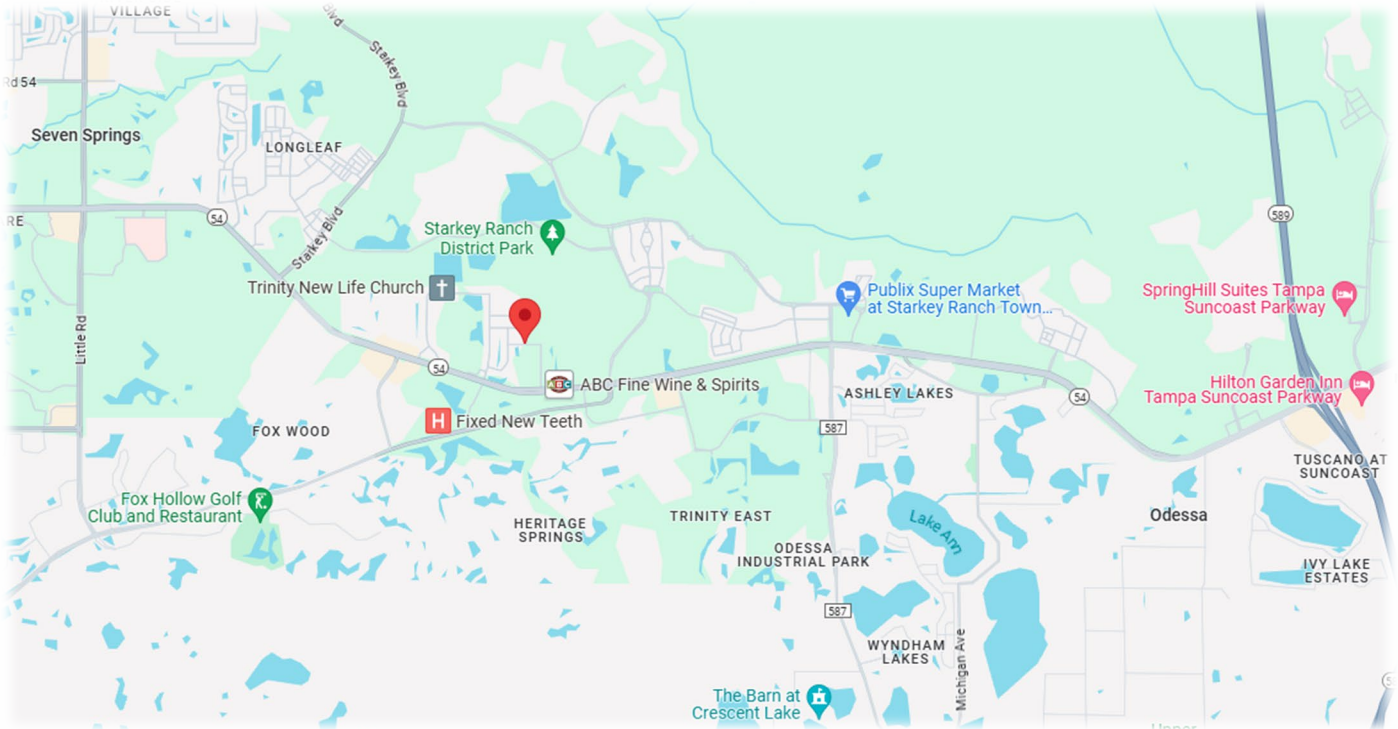 VILLAGE
Blvd
Starkey Blvd
Rd 54
Seven Springs
LONGLEAF
54
RE
Starkey Blvd
589
Starkey Ranch
District Park
Trinity New Life Church
Publix Super Market
at Starkey Ranch Town...
SpringHill Suites Tampa
Suncoast Parkway
Little Rd
54
ABC
ABC Fine Wine & Spirits
Hilton Garden Inn
Tampa Suncoast Parkway
ASHLEY LAKES
54
H
Fixed New Teeth
587
FOX WOOD
TUSCANO AT
SUNCOAST
Fox Hollow Golf
Club and Restaurant
HERITAGE
SPRINGS
TRINITY EAST
Lake Ann
Odessa
ODESSA
INDUSTRIAL PARK
IVY LAKE
ESTATES
587
WYNDHAM
LAKES
Michigan Ave
The Barn at
Crescent Lake
Upper